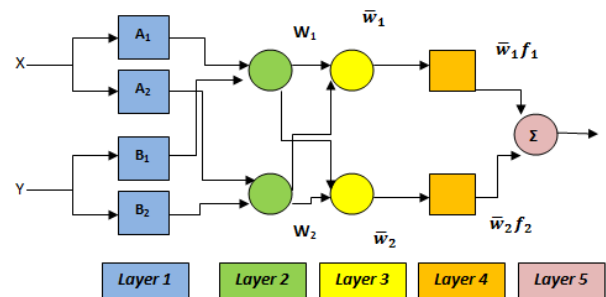 A₁
W₁
w̄₁
w̄₁f₁
X
A₂
Σ
B₁
Y
B₂
W₂
w̄₂
w̄₂f₂
Layer 1
Layer 2
Layer 3
Layer 4
Layer 5